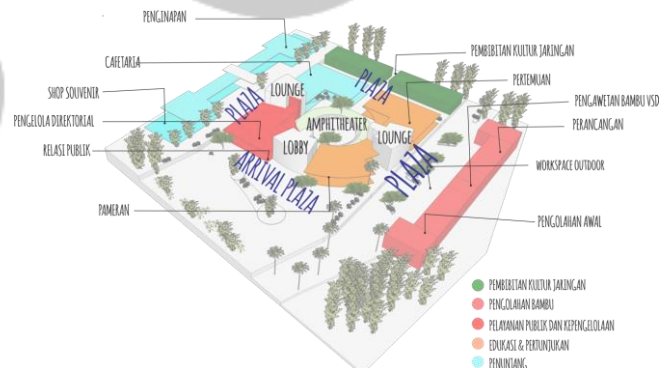 PENGINAPAN
CAFETARIA
SHOP SOUVENIR
PENGELOLA DIREKTORIAL
RELASI PUBLIK
PAMERAN
PLAZA
LOUNGE
LOBBY
ARRIVAL PLAZA
AMPHITHEATER
PLAZA
LOUNGE
PLAZA
PEMBIBITAN KULTUR JARINGAN
PERTEMUAN
PENGAWETAN BAMBU VSD
PERANCANGAN
WORKSPACE OUTDOOR
PENGOLAHAN AWAL
PEMBIBITAN KULTUR JARINGAN
PENGOLAHAN BAMBU
PELAYANAN PUBLIK DAN KEPENGELOLAAN
EDUKASI & PERTUNJUKAN
PENUNJANG